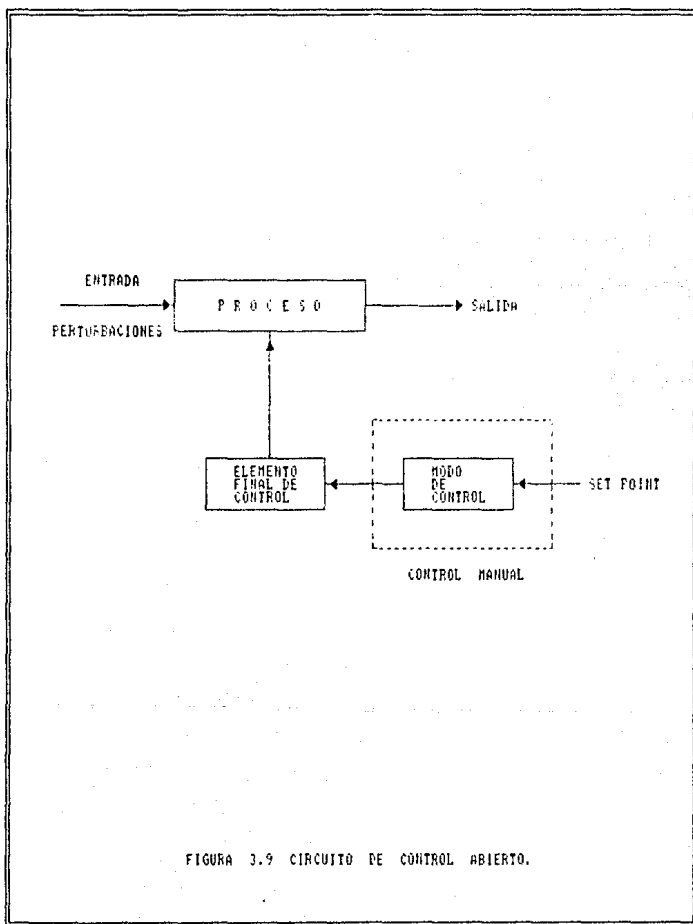 ENTRADA
P R O C E S O
SALIDA
PERTURBACIONES
ELEMENTO
FINAL DE
CONTROL
MODO
DE
CONTROL
SET POINT
CONTROL MANUAL
FIGURA 3.9 CIRCUITO DE CONTROL ABIERTO.